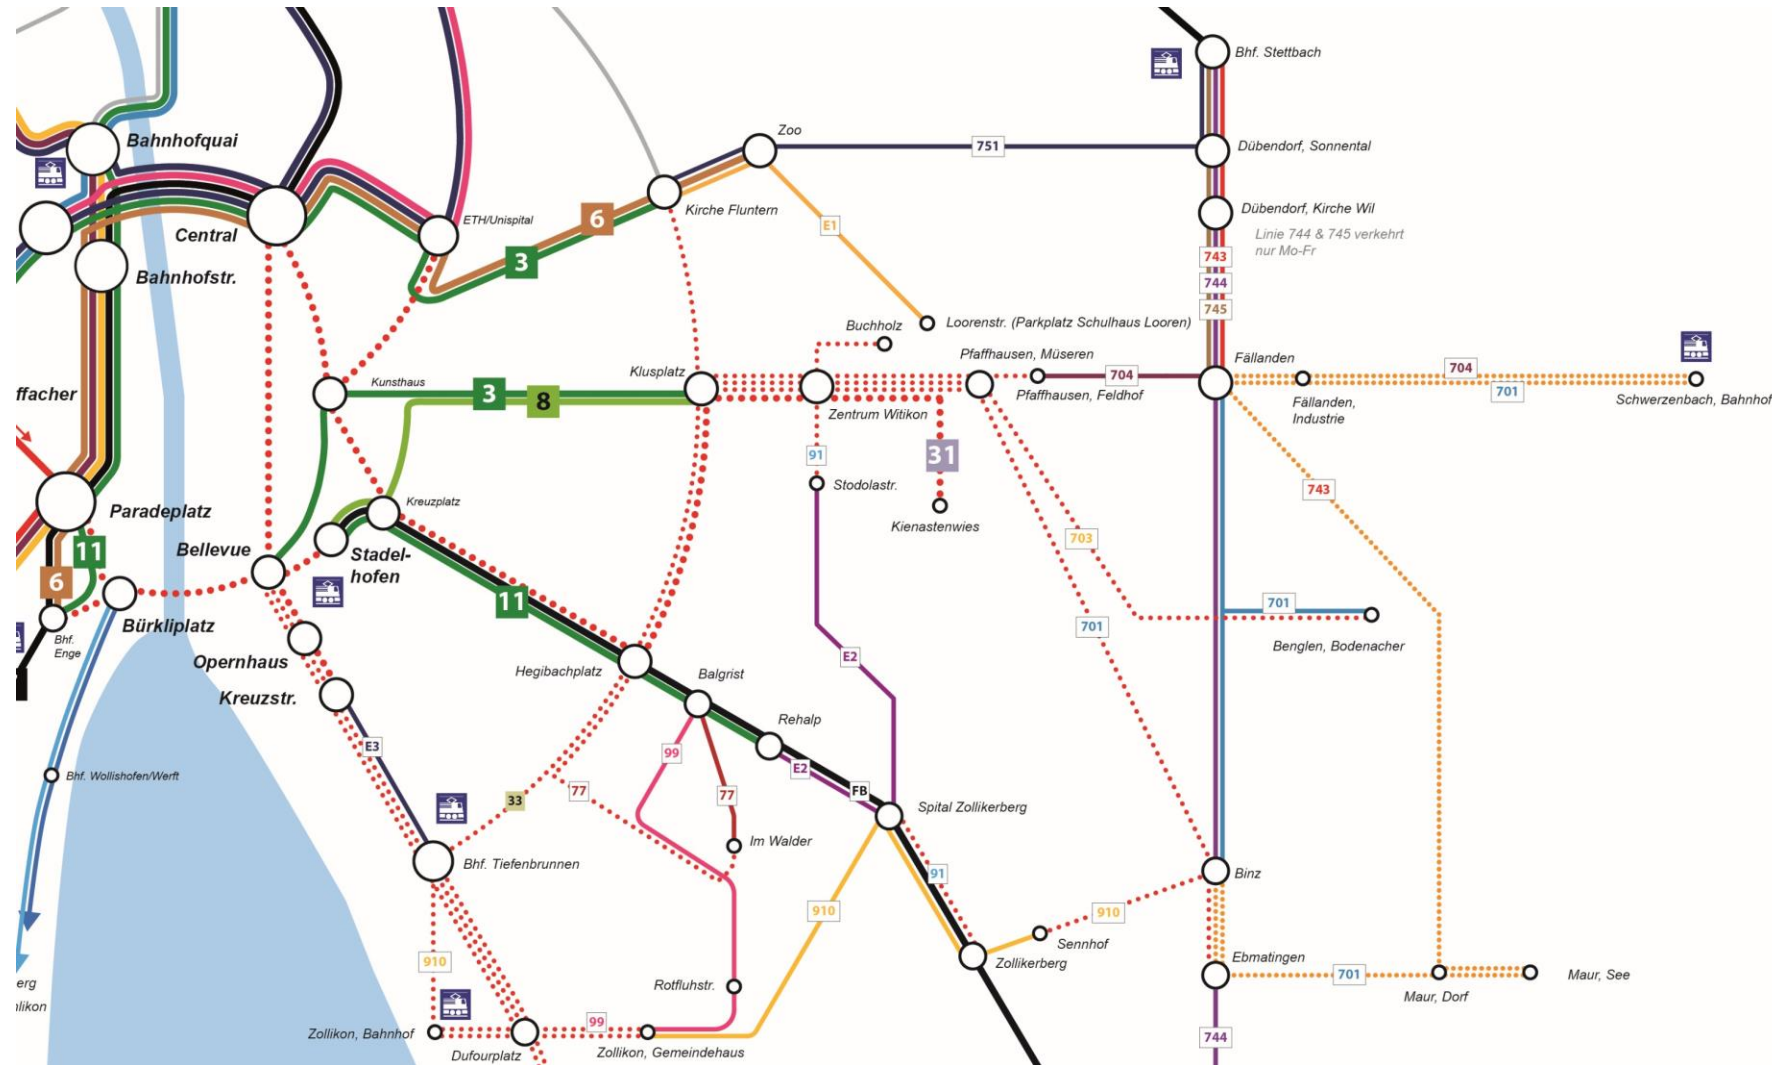 Bhf. Stettbach
Zoo
Bahnhofquai
751
Dübendorf, Sonnental
Kirche Fluntern
Dübendorf, Kirche Wil
ETH/Unispital
6
E1
Linie 744 & 745 verkehrt
nur Mo-Fr
Central
3
743
Bahnhofstr.
744
745
Buchholz
Loorenstr. (Parkplatz Schulhaus Looren)
Pfaffhausen, Müseren
Fällanden
Klusplatz
704
704
Kunsthaus
3
8
Pfaffhausen, Feldhof
701
Schwerzenbach, Bahnhof
ffacher
Zentrum Witikon
Fällanden,
Industrie
91
31
Stodolastr.
743
Kreuzplatz
Paradeplatz
Kienastenwies
Bellevue
Stadel-
hofen
703
11
6
11
701
Bürkliplatz
701
Bhf.
Enge
Benglen, Bodenacher
Opernhaus
Hegibachplatz
Balgrist
E2
Kreuzstr.
Rehalp
E3
99
E2
Bhf. Wollishofen/Werft
77
77
FB
33
Spital Zollikerberg
Im Walder
Bhf. Tiefenbrunnen
91
Binz
910
910
Sennhof
910
Zollikerberg
Ebmatingen
701
Maur, See
erg
Rotfluhstr.
Maur, Dorf
Zollikon, Bahnhof
99
744
Dufourplatz
Zollikon, Gemeindehaus